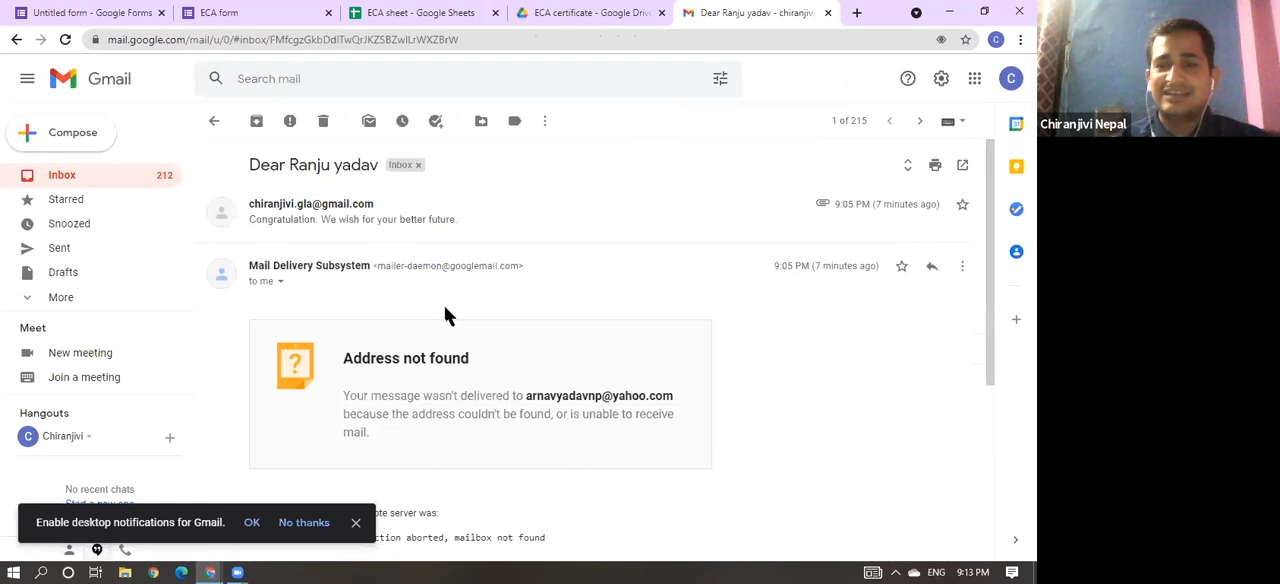 Untitled form - Google Forms
ECA form
ECA sheet - Google Sheets
ECA certificate - Google Driv
Dear Ranju yadav - chiranjiv
mail.google.com/mail/u/0/#inbox/FMfcgzGkbDdlTwQrJKZSBZwlLrWXZBrW
C
Gmail
Search mail
C
Compose
1 of 215
Inbox 212
Starred
Snoozed
Sent
Drafts
More
Meet
New meeting
Join a meeting
Hangouts
C Chiranjivi
No recent chats
Dear Ranju yadav Inbox
chiranjivi.gla@gmail.com 9:05 PM (7 minutes ago)
Congratulation. We wish for your better future.
Mail Delivery Subsystem <mailer-daemon@googlemail.com> 9:05 PM (7 minutes ago)
to me
Address not found
Your message wasn't delivered to arnavyadavnp@yahoo.com
because the address couldn't be found, or is unable to receive
mail.
ote server was:
ction aborted, mailbox not found
Enable desktop notifications for Gmail. OK No thanks
ENG 9:13 PM
Chiranjivi Nepal